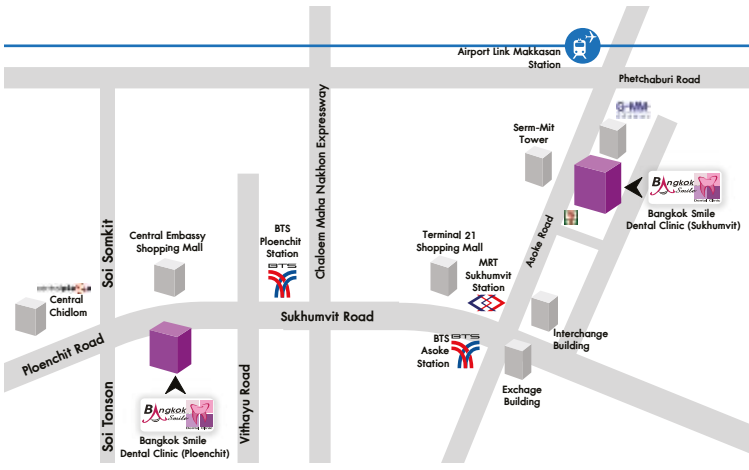 Airport Link Makkasan
Station
Phetchaburi Road
G-MM
Serm-Mit
Tower
Bangkok
Smile
Dental Clinic
Bangkok Smile
Dental Clinic (Sukhumvit)
Chaloem Maha Nakhon Expressway
Soi Somkit
Central Embassy
Shopping Mall
BTS
Ploenchit
Station
BTS
Terminal 21
Shopping Mall
MRT
Sukhumvit
Station
Asoke Road
Central
Chidlom
Sukhumvit Road
Ploenchit Road
BTS
Asoke
Station
BTS
Interchange
Building
Exchage
Building
Soi Tonson
Vithayu Road
Bangkok
Smile
Bangkok Smile
Dental Clinic (Ploenchit)